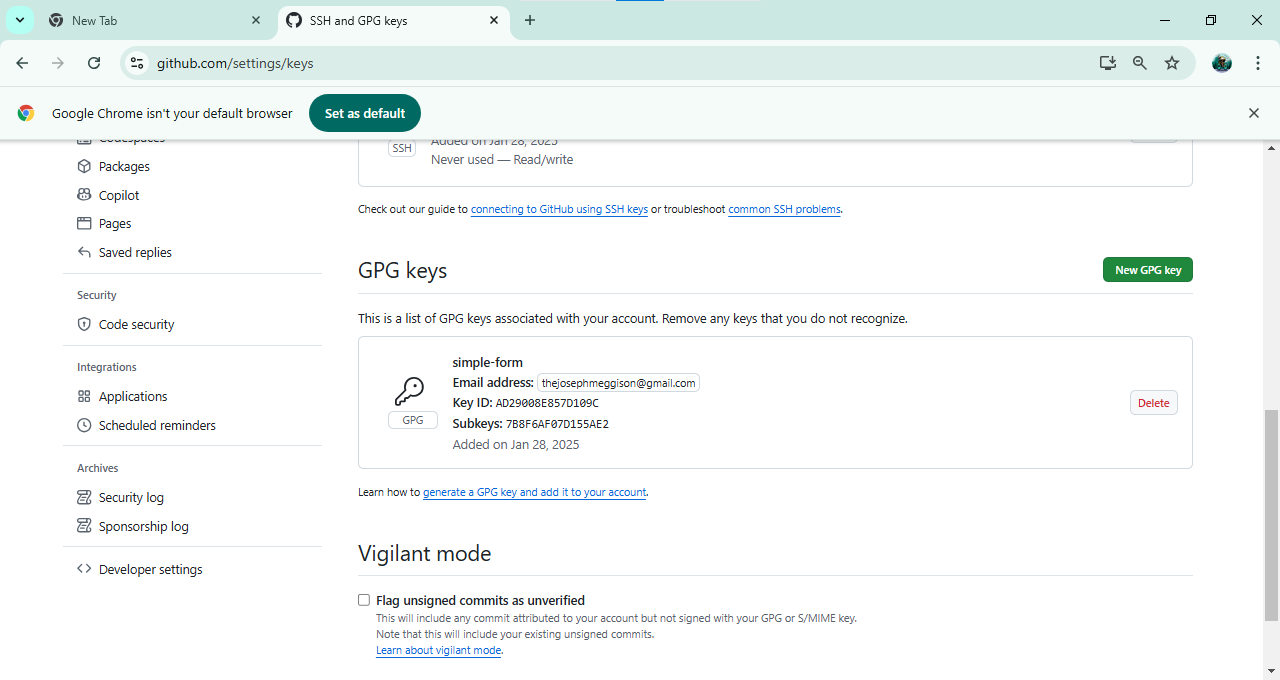 New Tab
SSH and GPG keys
github.com/settings/keys
Google Chrome isn't your default browser
Set as default
Codespaces
Packages
Copilot
Pages
Saved replies
Security
Code security
Integrations
Applications
Scheduled reminders
Archives
Security log
Sponsorship log
Developer settings
SSH
Added on Jan 28, 2025
Never used — Read/write
Check out our guide to connecting to GitHub using SSH keys or troubleshoot common SSH problems.
GPG keys
New GPG key
This is a list of GPG keys associated with your account. Remove any keys that you do not recognize.
GPG
simple-form
Email address: thejosephmeggison@gmail.com
Key ID: AD29008E857D109C
Subkeys: 7B8F6AF07D155AE2
Added on Jan 28, 2025
Delete
Learn how to generate a GPG key and add it to your account.
Vigilant mode
Flag unsigned commits as unverified
This will include any commit attributed to your account but not signed with your GPG or S/MIME key.
Note that this will include your existing unsigned commits.
Learn about vigilant mode.